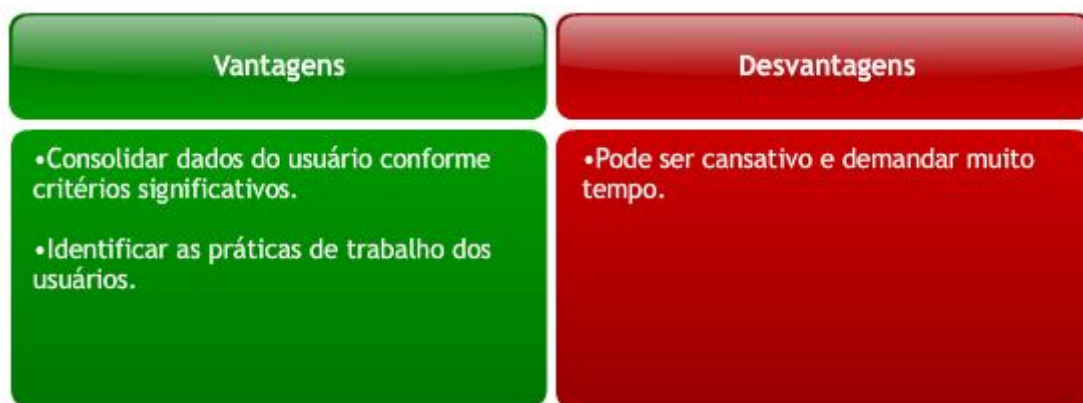 Vantagens
•Consolidar dados do usuário conforme
critérios significativos.
•Identificar as práticas de trabalho dos
usuários.
Desvantagens
•Pode ser cansativo e demandar muito
tempo.